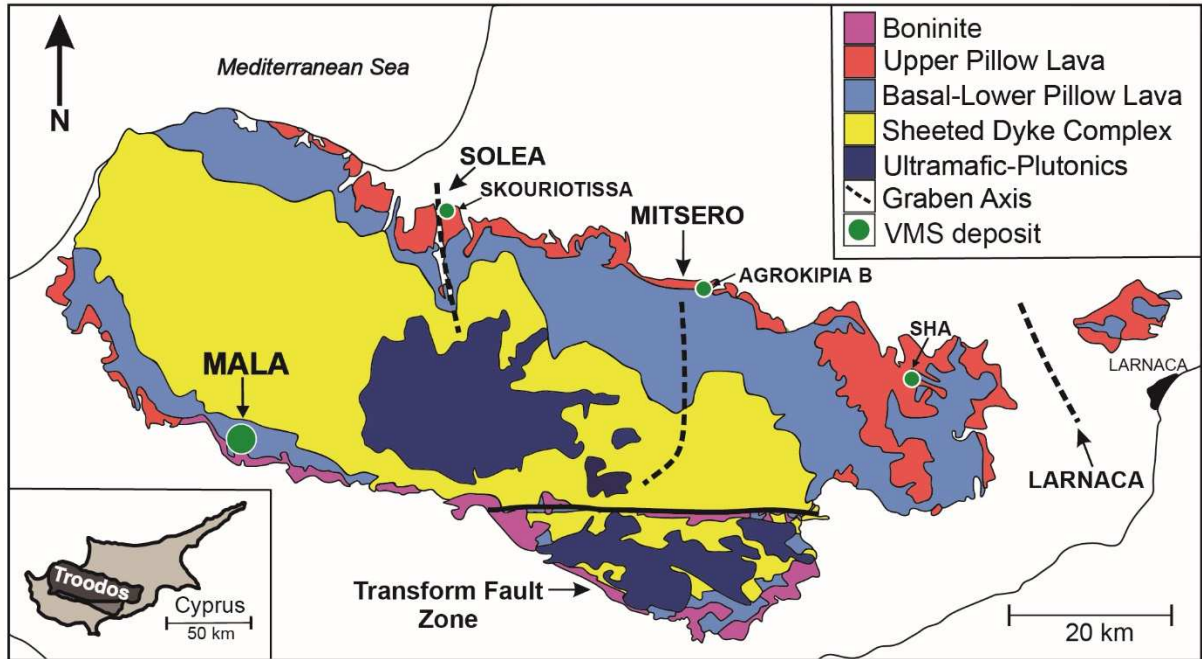 Mediterranean Sea
N
Boninite
Upper Pillow Lava
Basal-Lower Pillow Lava
Sheeted Dyke Complex
Ultramafic-Plutonics
Graben Axis
VMS deposit
SOLEA
SKOURIOTISSA
MITSERO
AGROKIPIA B
SHA
LARNACA
MALA
LARNACA
Transform Fault
Zone
Troodos
Cyprus
50 km
20 km